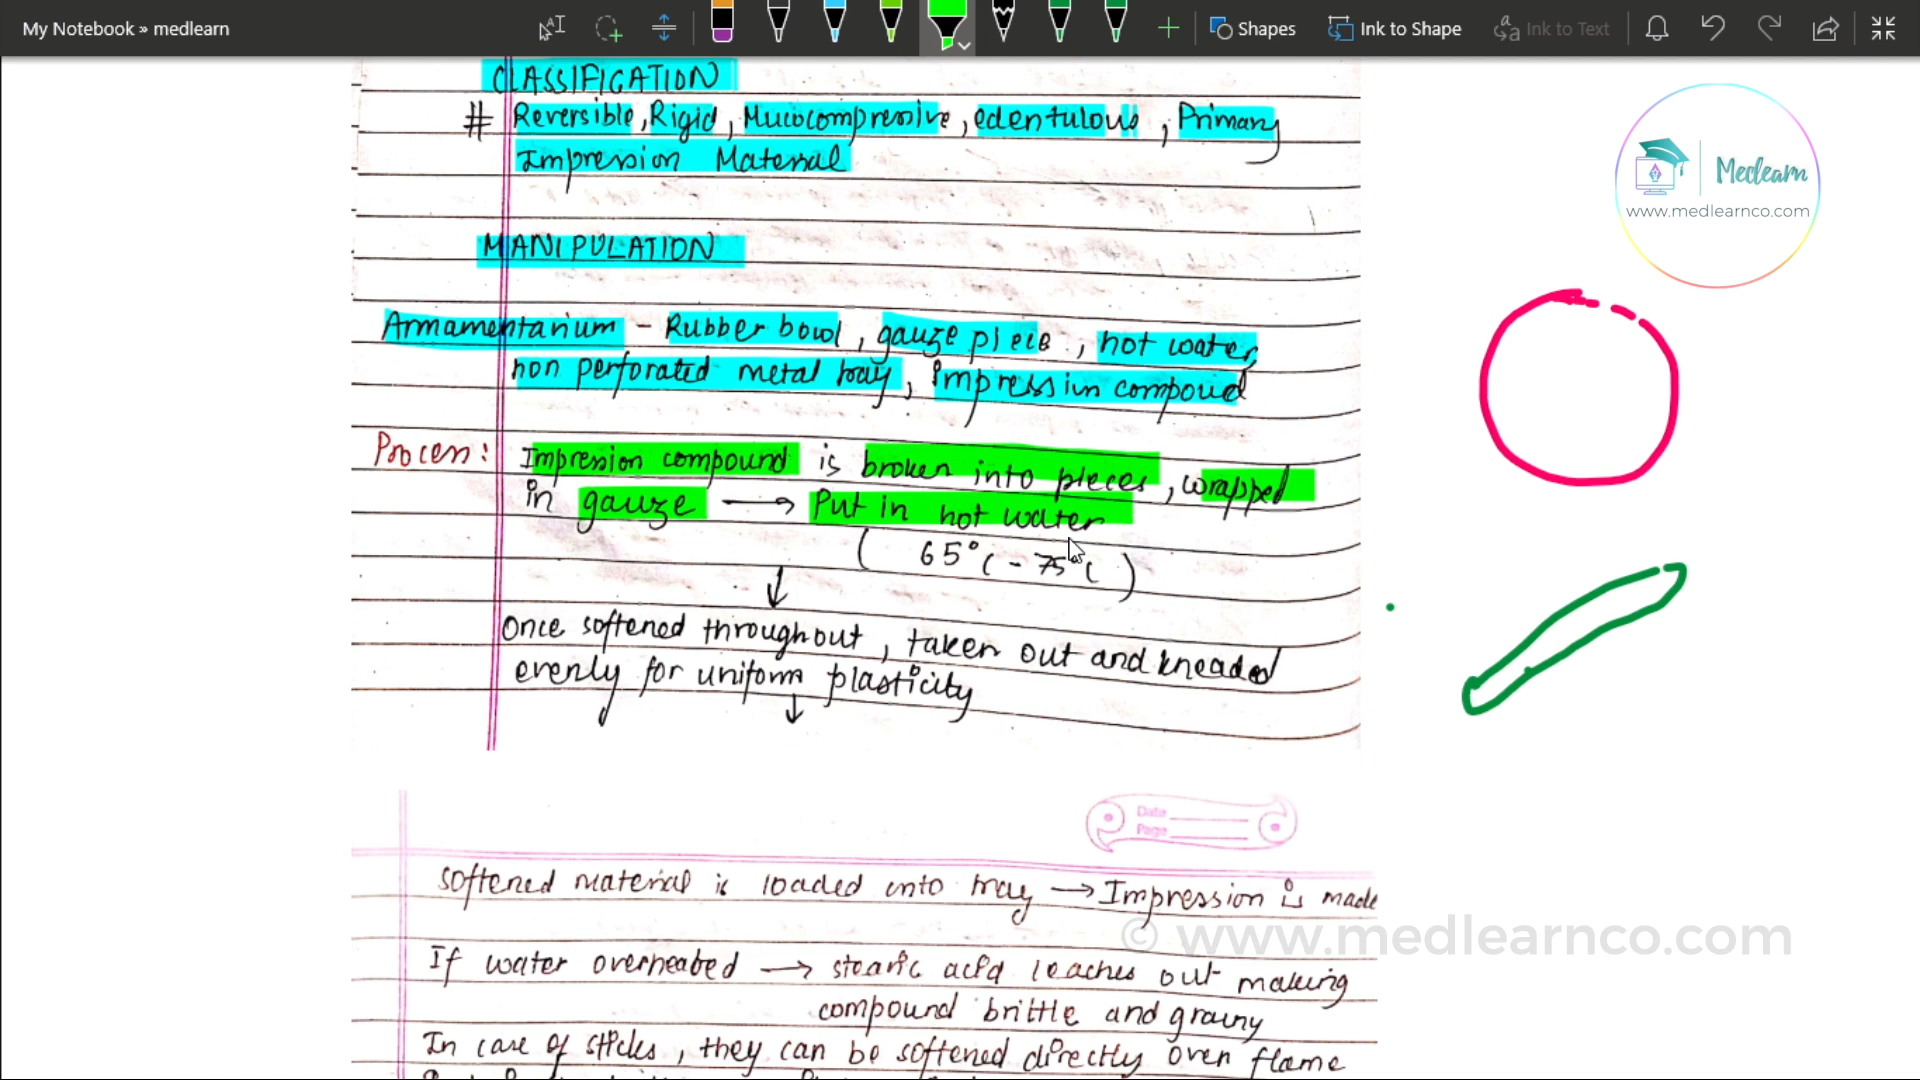 My Notebook » medlearn
Shapes
Ink to Shape
Ink to Text
CLASSIFICATION
# Reversible, Rigid, Mucocompressive, edentulous, Primary
Impression Material
Medlearn
www.medlearnco.com
MANIPULATION
Armamentarium - Rubber bowl, gauze piece, hot water,
non perforated metal tray, Impression compound
Process: Impression compound is broken into pieces, wrapped
in gauze → Put in hot water
(65°C - 75°C)
↓
Once softened throughout, taken out and kneaded
evenly for uniform plasticity
↓
Date
Page
softened material is loaded into tray → Impression is made
© www.medlearnco.com
If water overheated → stearic acid leaches out making
compound brittle and grainy
In case of sticks, they can be softened directly over flame